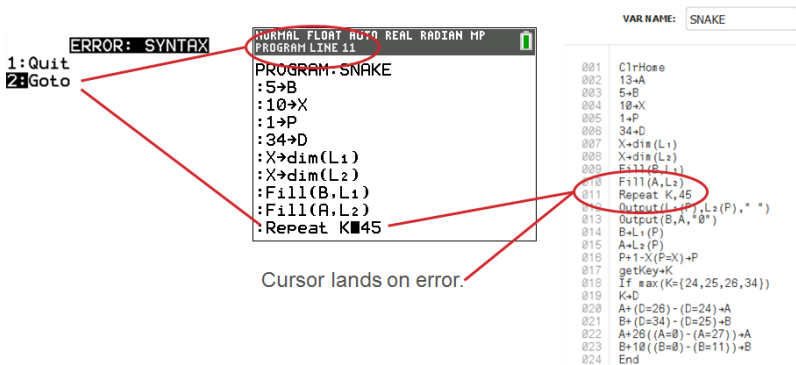 ERROR: SYNTAX
1:Quit
2:Goto
NORMAL FLOAT AUTO REAL RADIAN MP
PROGRAM LINE 11
PROGRAM:SNAKE
:5→B
:10→X
:1→P
:34→D
:X→dim(L₁)
:X→dim(L₂)
:Fill(B,L₁)
:Fill(A,L₂)
:Repeat K■45
Cursor lands on error.
VAR NAME: SNAKE
001 ClrHome
002 13→A
003 5→B
004 10→X
005 1→P
006 34→D
007 X→dim(L₁)
008 X→dim(L₂)
009 Fill(B,L₁)
010 Fill(A,L₂)
011 Repeat K,45
012 Output(L₁(P),L₂(P)," ")
013 Output(B,A,"0")
014 B→L₁(P)
015 A→L₂(P)
016 P+1-X(P=X)→P
017 getKey→K
018 If max(K={24,25,26,34})
019 K→D
020 A+(D=26)-(D=24)→A
021 B+(D=34)-(D=25)→B
022 A+26((A=0)-(A=27))→A
023 B+10((B=0)-(B=11))→B
024 End